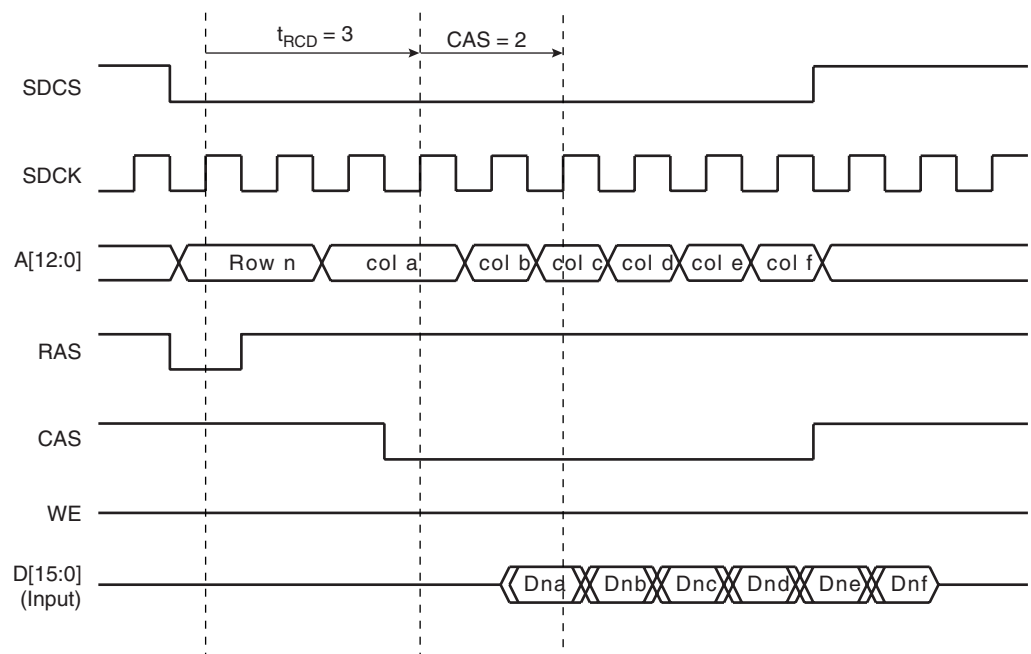 tRCD = 3 CAS = 2
SDCS
SDCK
A[12:0] Row n col a col b col c col d col e col f
RAS
CAS
WE
D[15:0]
(Input) Dna Dnb Dnc Dnd Dne Dnf